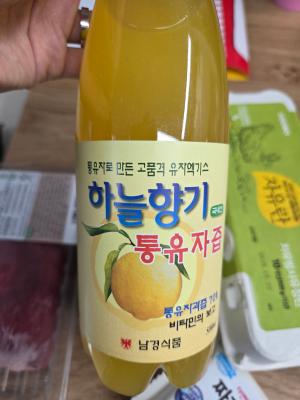 통유자로 만든 고품격 유자엑기스
하늘향기
국내산
통유자즙
통유자과즙
비타민의 보고
남경식품
자유란